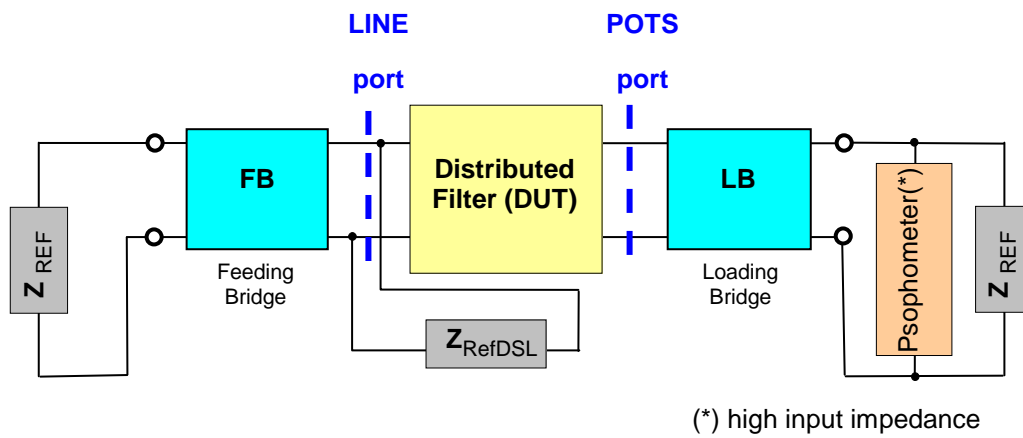 LINE
port
POTS
port
FB
Feeding
Bridge
Distributed
Filter (DUT)
LB
Loading
Bridge
Z REF
Z RefDSL
Psophometer(*)
Z REF
(*) high input impedance